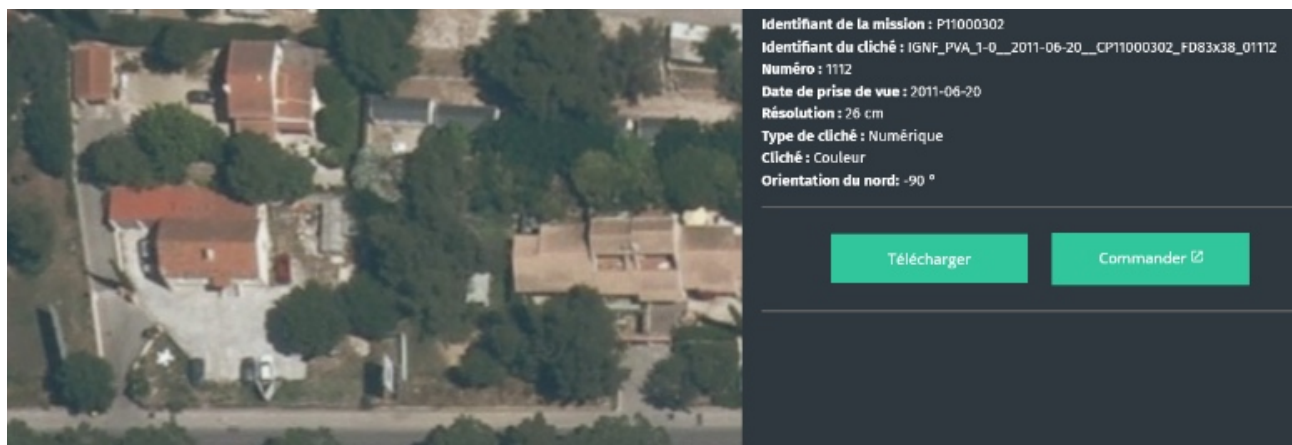 Identifiant de la mission : P11000302
Identifiant du cliché : IGNF_PVA_1-0__2011-06-20__CP11000302_FD83x38_01112
Numéro : 1112
Date de prise de vue : 2011-06-20
Résolution : 26 cm
Type de cliché : Numérique
Cliché : Couleur
Orientation du nord: -90 °
Télécharger
Commander